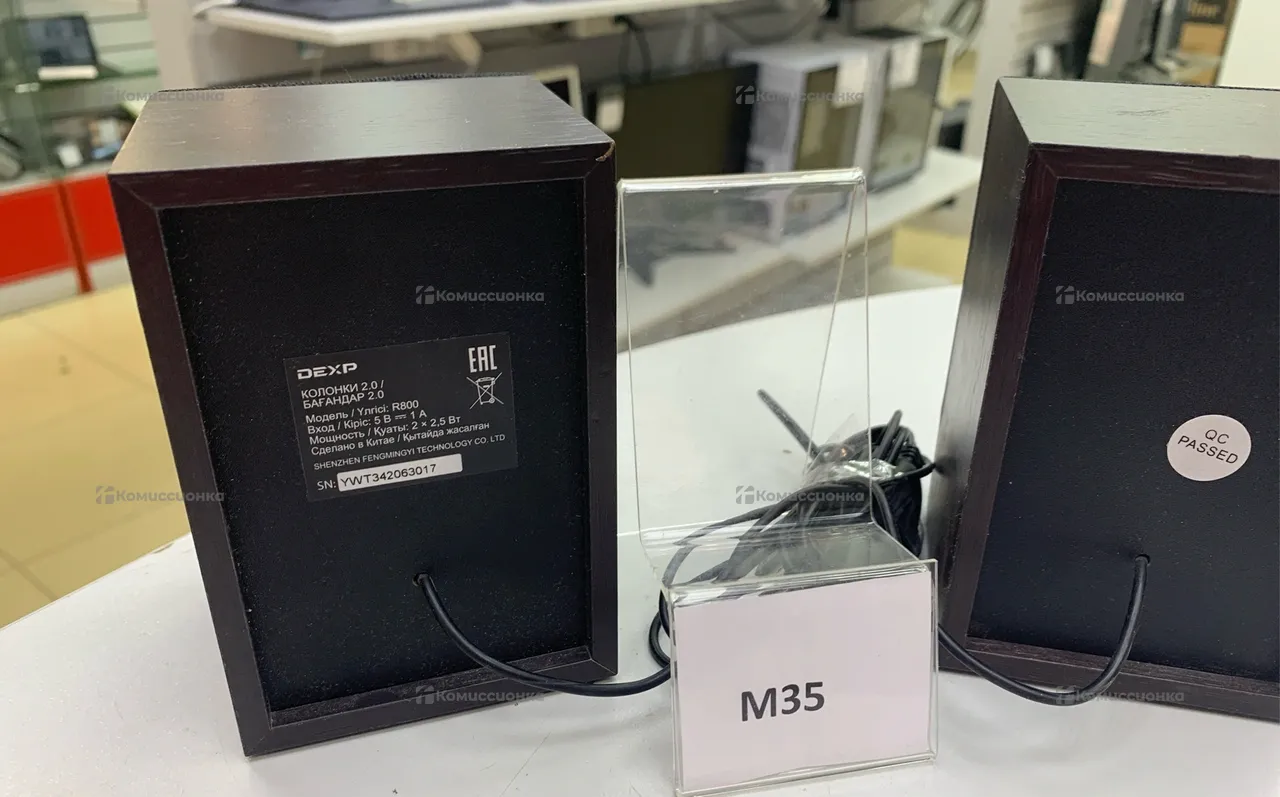 DEXP
EAC
КОЛОНКИ 2.0 /
БАҒАНДАР 2.0
Модель / Үлгісі: R800
Вход / Кіріс: 5 В ⎓ 1 А
Мощность / Қуаты: 2 × 2,5 Вт
Сделано в Китае / Қытайда жасалған
SHENZHEN FENGMINGYI TECHNOLOGY CO. LTD
SN: YWT342063017
QC
PASSED
M35
Комиссионка
Комиссионка
Комиссионка
Комиссионка
Комиссионка
Комиссионка
Комиссионка
Комиссионка